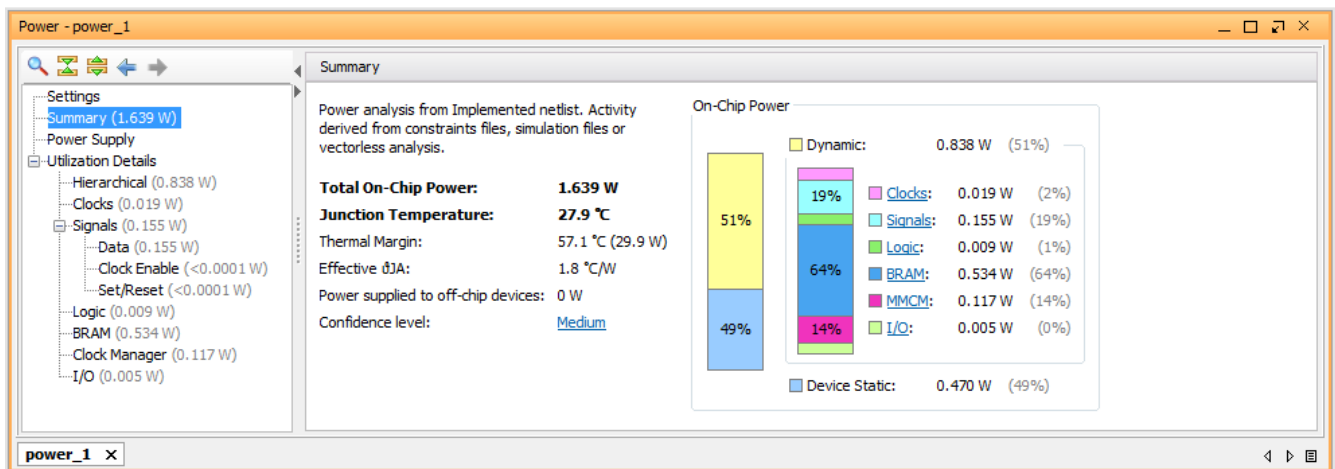 Power - power_1
Summary
Settings
Summary (1.639 W)
Power Supply
Utilization Details
Hierarchical (0.838 W)
Clocks (0.019 W)
Signals (0.155 W)
Data (0.155 W)
Clock Enable (<0.0001 W)
Set/Reset (<0.0001 W)
Logic (0.009 W)
BRAM (0.534 W)
Clock Manager (0.117 W)
I/O (0.005 W)
Power analysis from Implemented netlist. Activity
derived from constraints files, simulation files or
vectorless analysis.
Total On-Chip Power: 1.639 W
Junction Temperature: 27.9 °C
Thermal Margin: 57.1 °C (29.9 W)
Effective ϑJA: 1.8 °C/W
Power supplied to off-chip devices: 0 W
Confidence level: Medium
On-Chip Power
51%
49%
Dynamic: 0.838 W (51%)
19%
64%
14%
Clocks: 0.019 W (2%)
Signals: 0.155 W (19%)
Logic: 0.009 W (1%)
BRAM: 0.534 W (64%)
MMCM: 0.117 W (14%)
I/O: 0.005 W (0%)
Device Static: 0.470 W (49%)
power_1